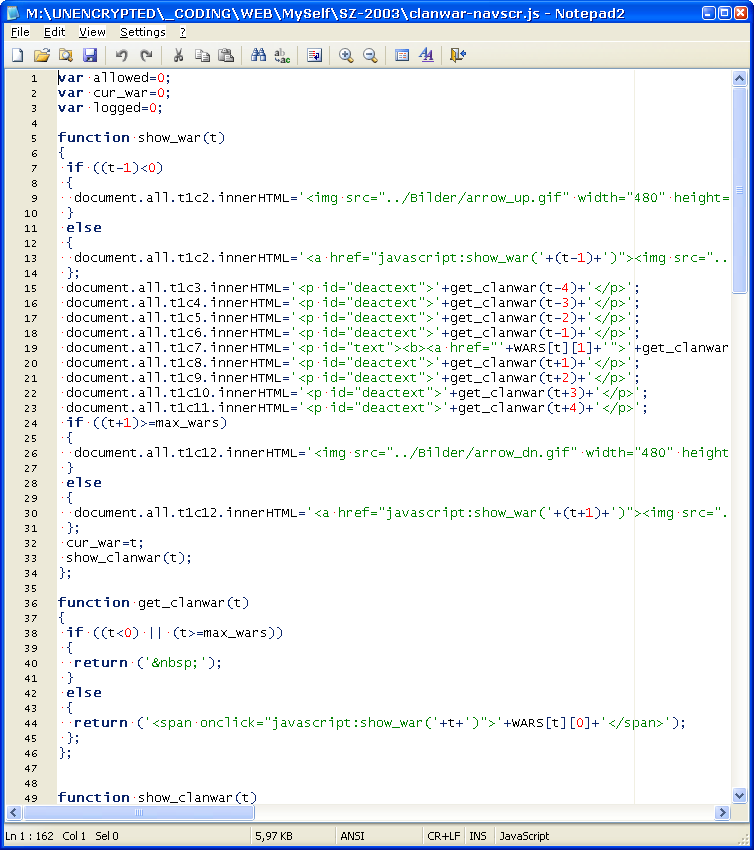 M:\UNENCRYPTED\_CODING\WEB\MySelf\SZ-2003\clanwar-navscr.js - Notepad2
File Edit View Settings ?
1 var allowed=0;
2 var cur_war=0;
3 var logged=0;
4
5 function show_war(t)
6 {
7 if ((t-1)<0)
8 {
9 document.all.t1c2.innerHTML='<img src="../Bilder/arrow_up.gif" width="480" height=
10 }
11 else
12 {
13 document.all.t1c2.innerHTML='<a href="javascript:show_war('+(t-1)+')"><img src="..
14 };
15 document.all.t1c3.innerHTML='<p id="deactext">'+get_clanwar(t-4)+'</p>';
16 document.all.t1c4.innerHTML='<p id="deactext">'+get_clanwar(t-3)+'</p>';
17 document.all.t1c5.innerHTML='<p id="deactext">'+get_clanwar(t-2)+'</p>';
18 document.all.t1c6.innerHTML='<p id="deactext">'+get_clanwar(t-1)+'</p>';
19 document.all.t1c7.innerHTML='<p id="text"><b><a href="'+WARS[t][1]+'">'+get_clanwar
20 document.all.t1c8.innerHTML='<p id="deactext">'+get_clanwar(t+1)+'</p>';
21 document.all.t1c9.innerHTML='<p id="deactext">'+get_clanwar(t+2)+'</p>';
22 document.all.t1c10.innerHTML='<p id="deactext">'+get_clanwar(t+3)+'</p>';
23 document.all.t1c11.innerHTML='<p id="deactext">'+get_clanwar(t+4)+'</p>';
24 if ((t+1)>=max_wars)
25 {
26 document.all.t1c12.innerHTML='<img src="../Bilder/arrow_dn.gif" width="480" height
27 }
28 else
29 {
30 document.all.t1c12.innerHTML='<a href="javascript:show_war('+(t+1)+')"><img src=".
31 };
32 cur_war=t;
33 show_clanwar(t);
34 };
35
36 function get_clanwar(t)
37 {
38 if ((t<0) || (t>=max_wars))
39 {
40 return ('&nbsp;');
41 }
42 else
43 {
44 return ('<span onclick="javascript:show_war('+t+')">'+WARS[t][0]+'</span>');
45 };
46 };
47
48
49 function show_clanwar(t)
Ln 1 : 162 Col 1 Sel 0 5,97 KB ANSI CR+LF INS JavaScript